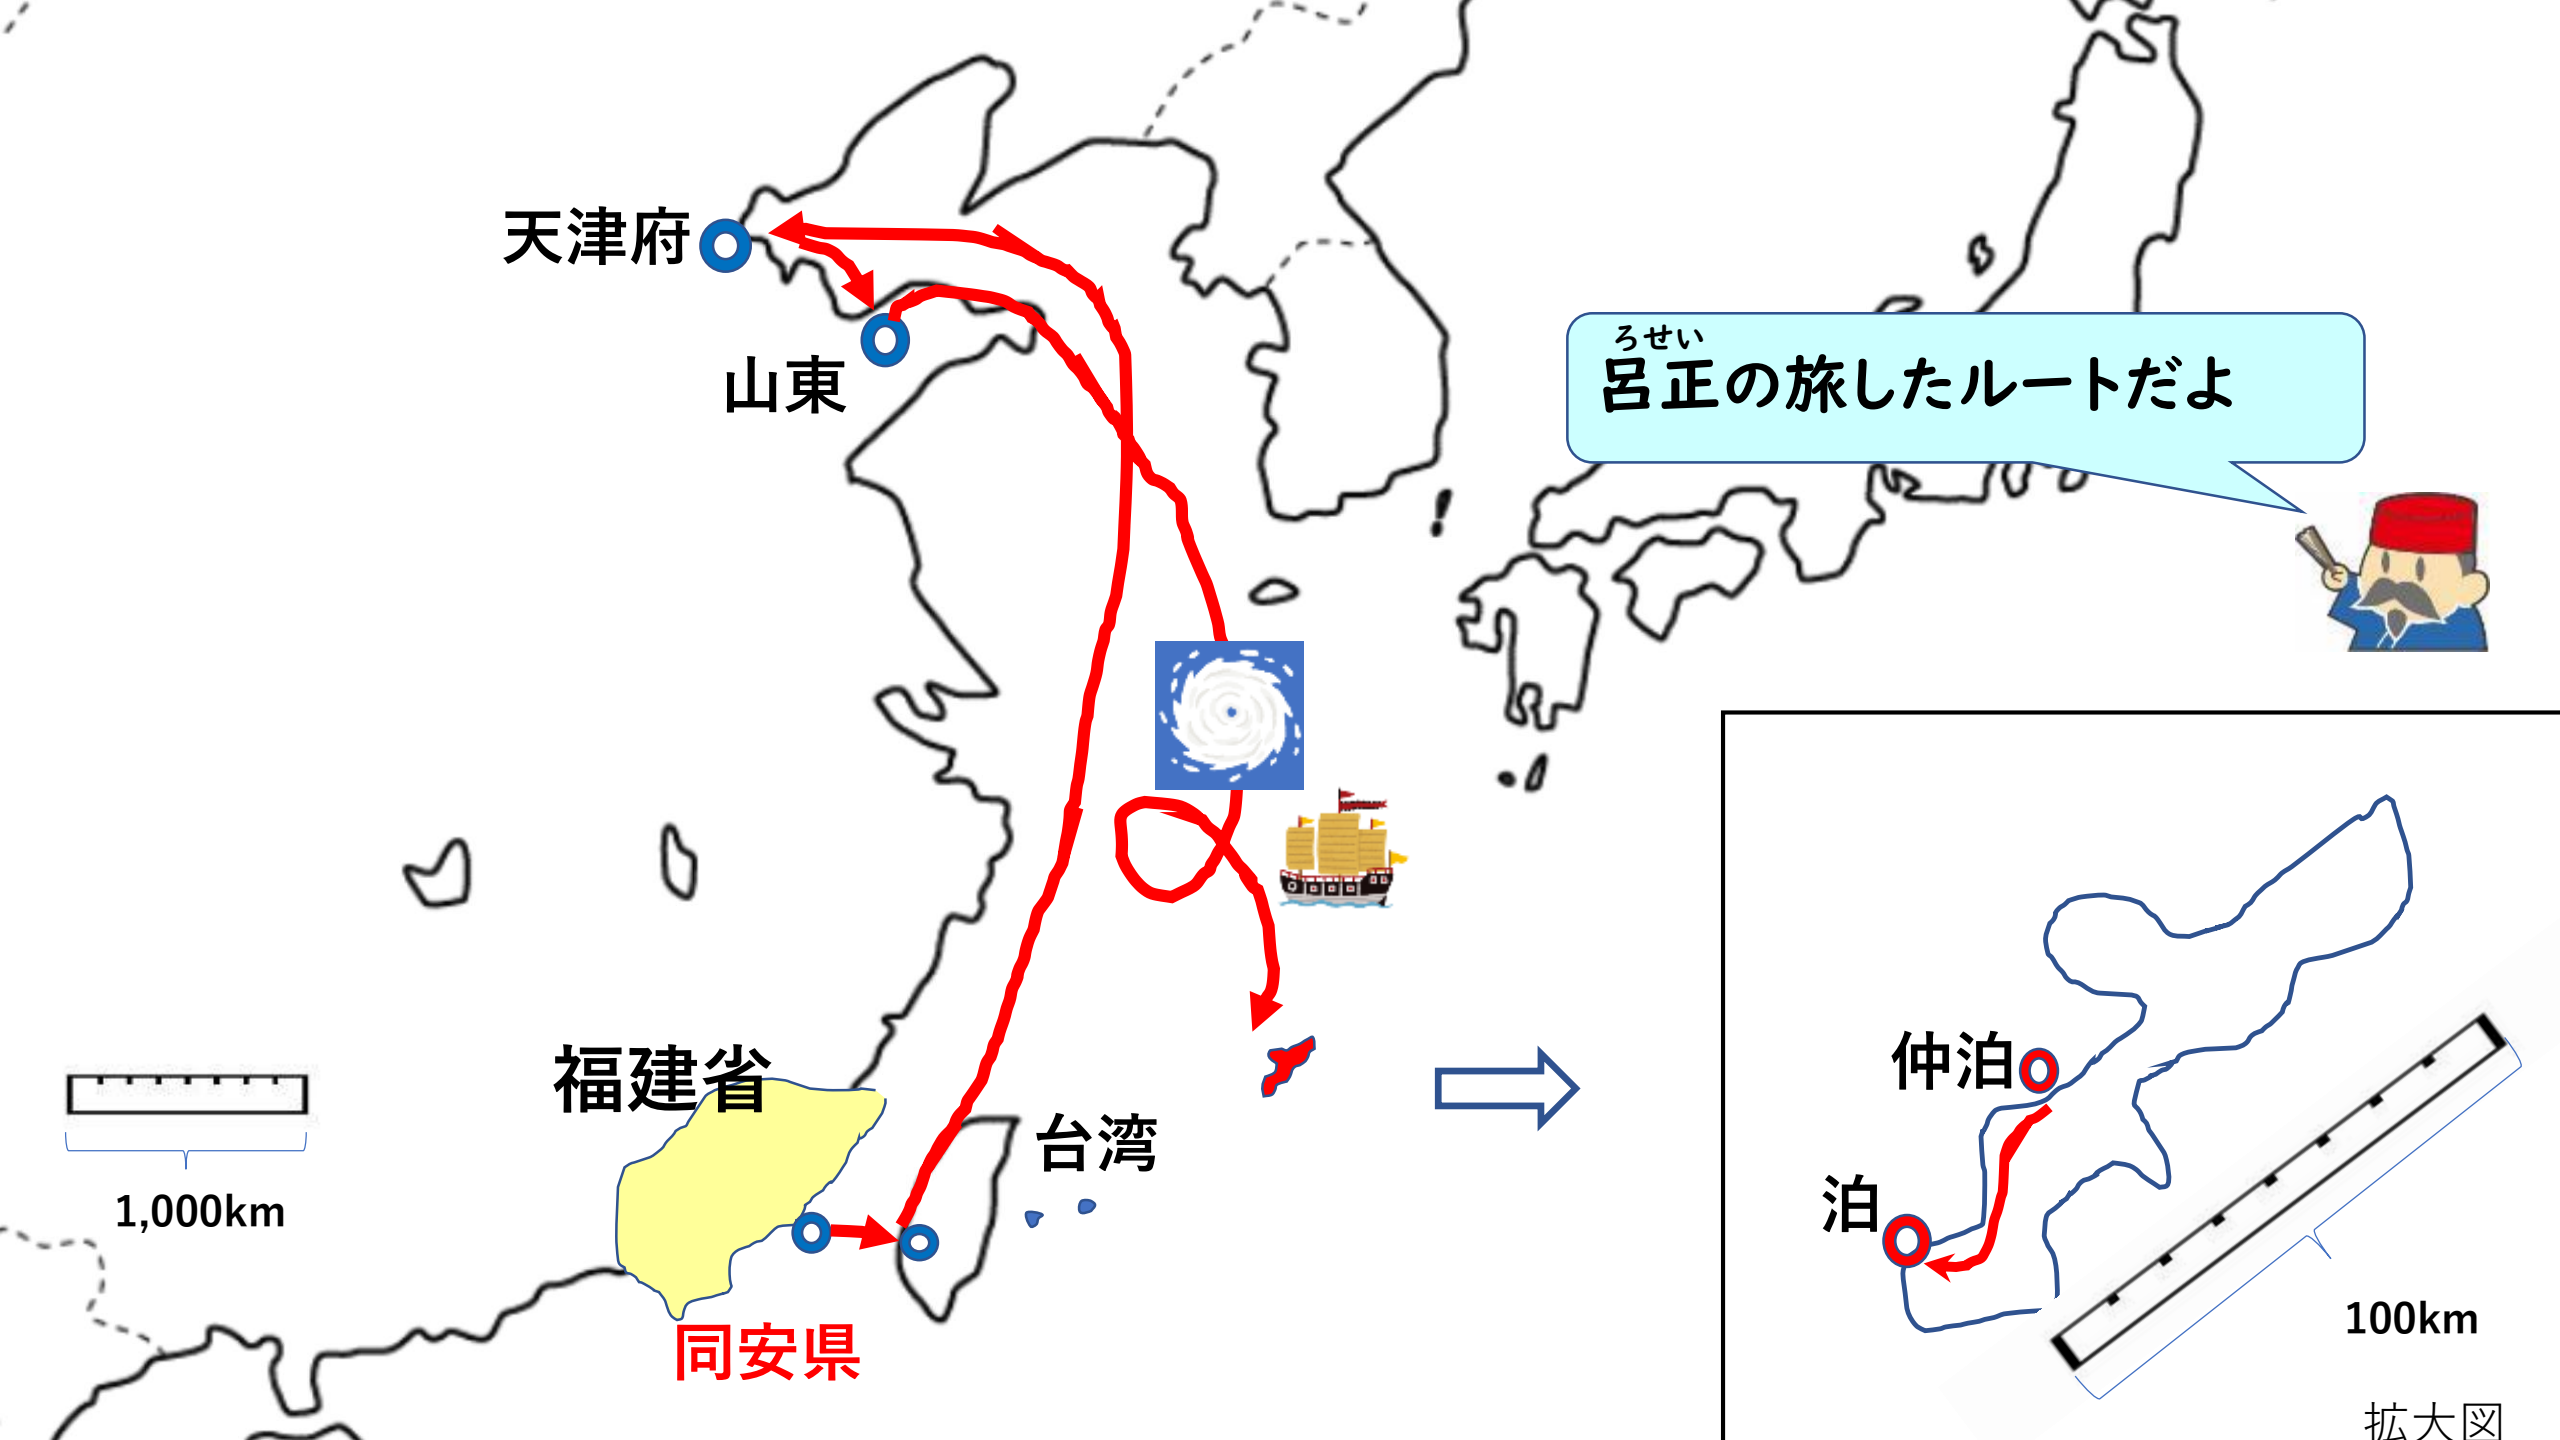 天津府
山東
ろせい
呂正の旅したルートだよ
福建省
台湾
1,000km
同安県
仲泊
泊
100km
拡大図